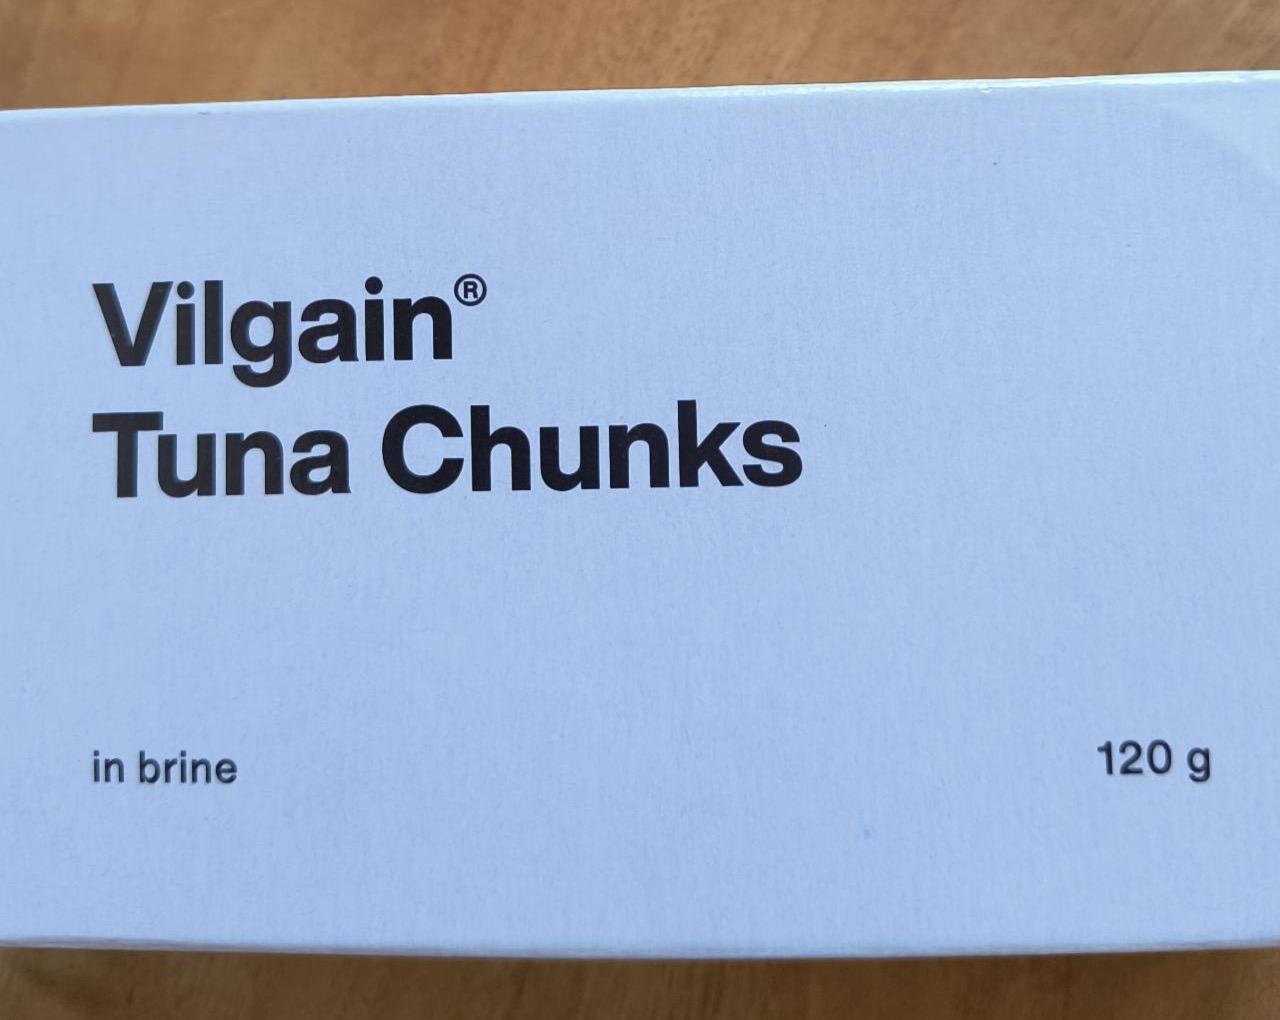 Vilgain®
Tuna Chunks
in brine
120 g